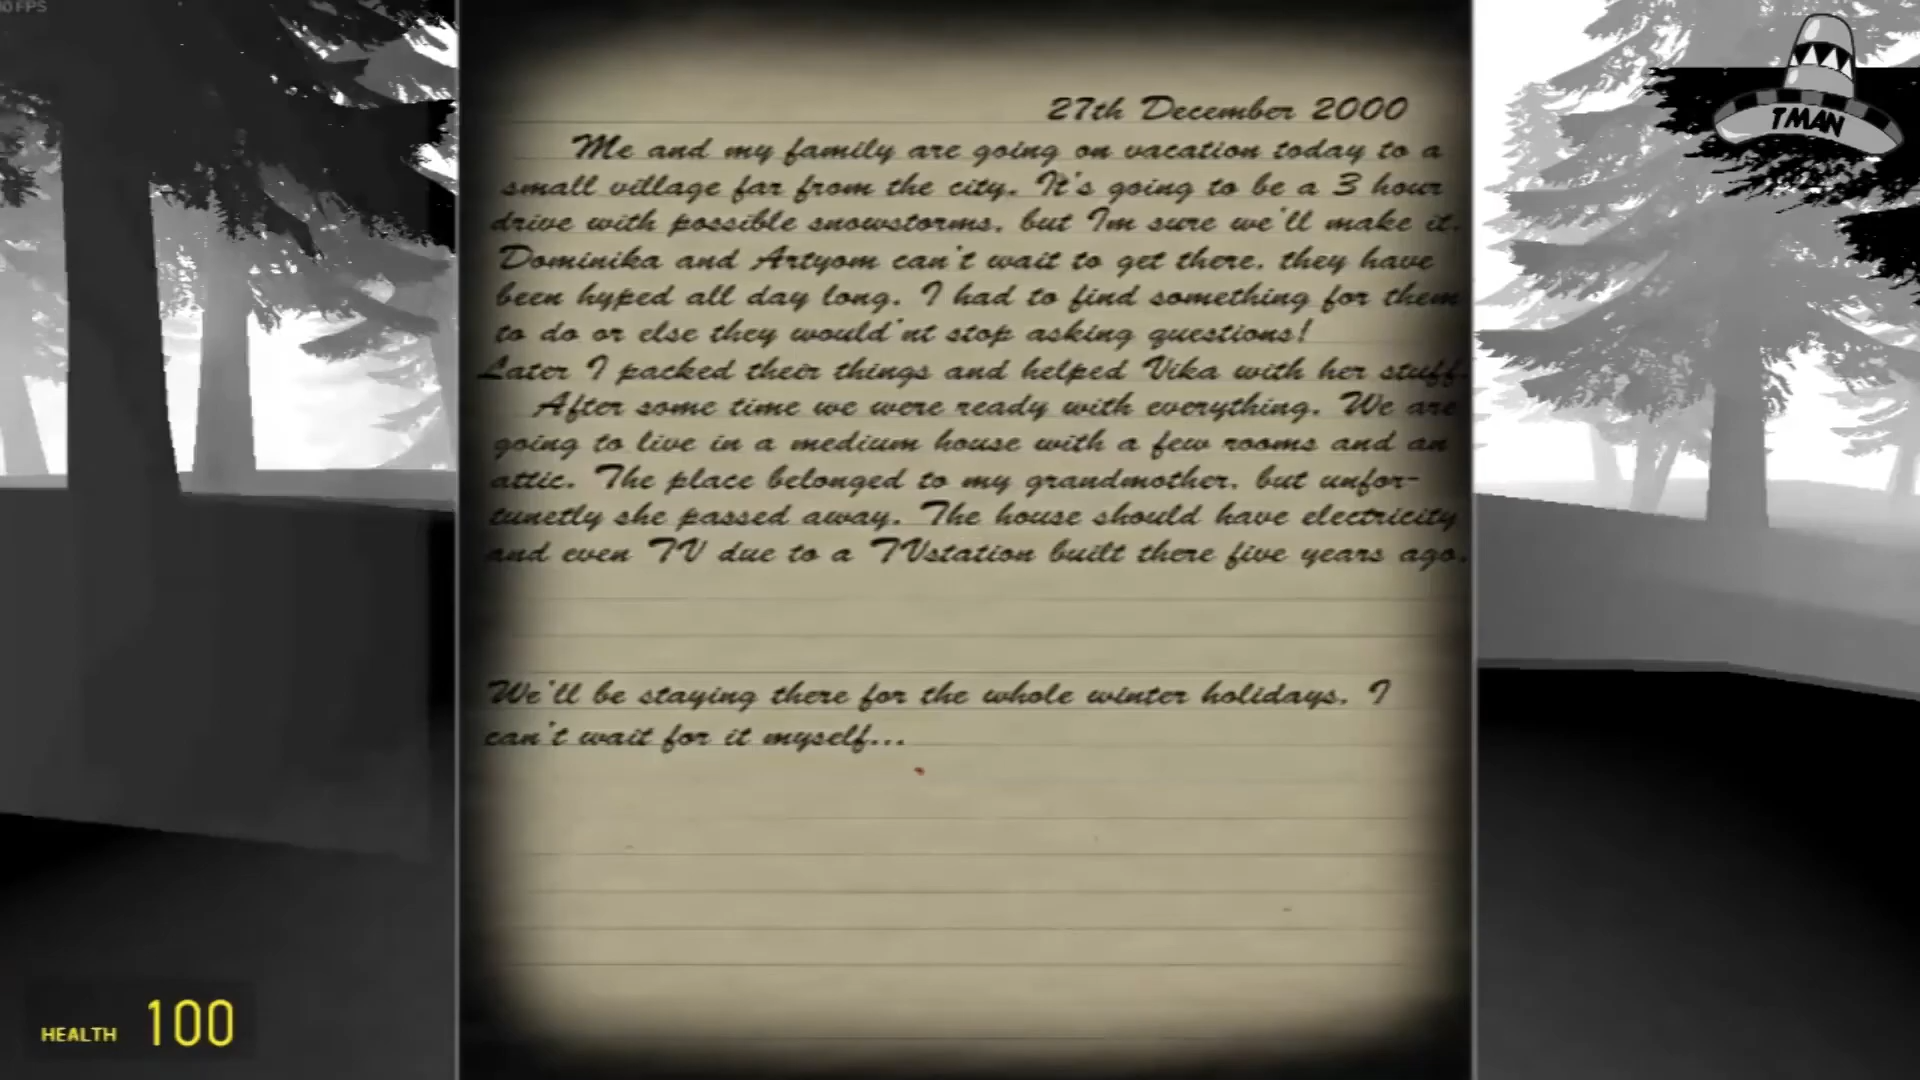 0 FPS
TMAN
27th December 2000
Me and my family are going on vacation today to a
small village far from the city. It's going to be a 3 hour
drive with possible snowstorms, but Im sure we'll make it.
Dominika and Artyom can't wait to get there, they have
been hyped all day long. I had to find something for them
to do or else they would'nt stop asking questions!
Later I packed their things and helped Vika with her stuff.
After some time we were ready with everything. We are
going to live in a medium house with a few rooms and an
attic. The place belonged to my grandmother, but unfor-
tunetly she passed away. The house should have electricity
and even TV due to a TVstation built there five years ago.
We'll be staying there for the whole winter holidays. I
can't wait for it myself...
HEALTH 100